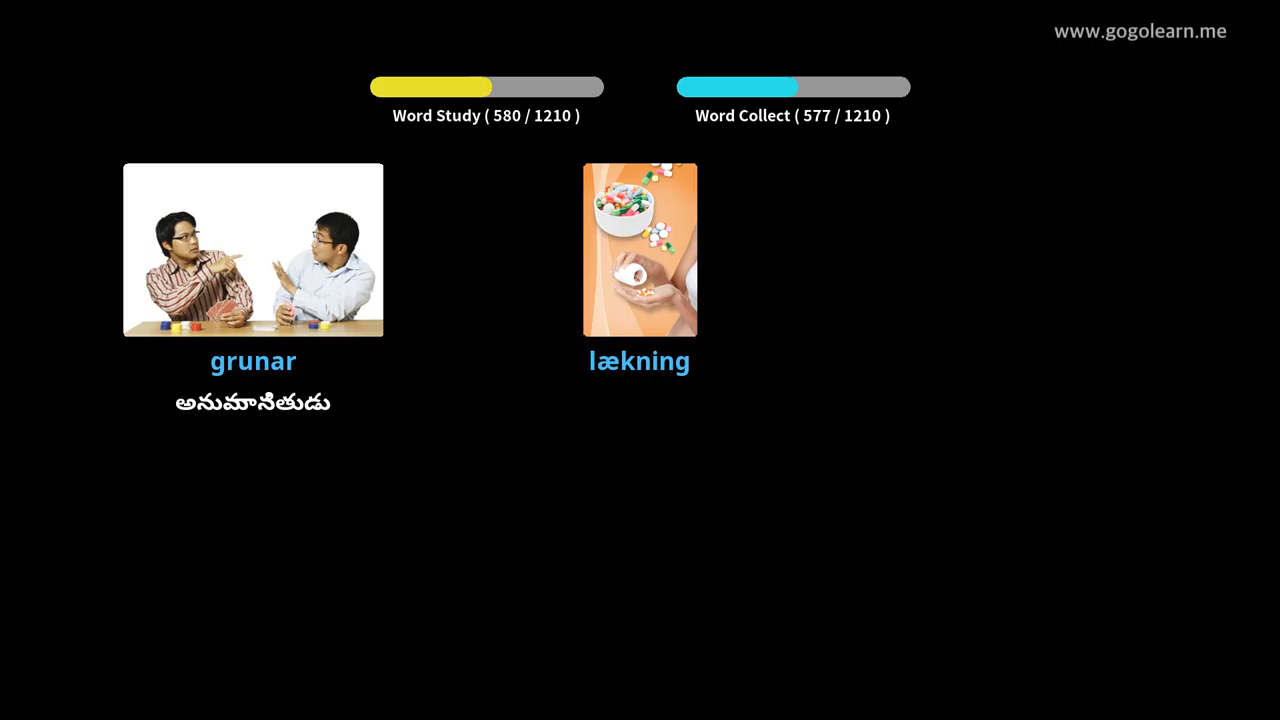 www.gogolearn.me
Word Study ( 580 / 1210 )
Word Collect ( 577 / 1210 )
grunar
అనుమానితుడు
lækning